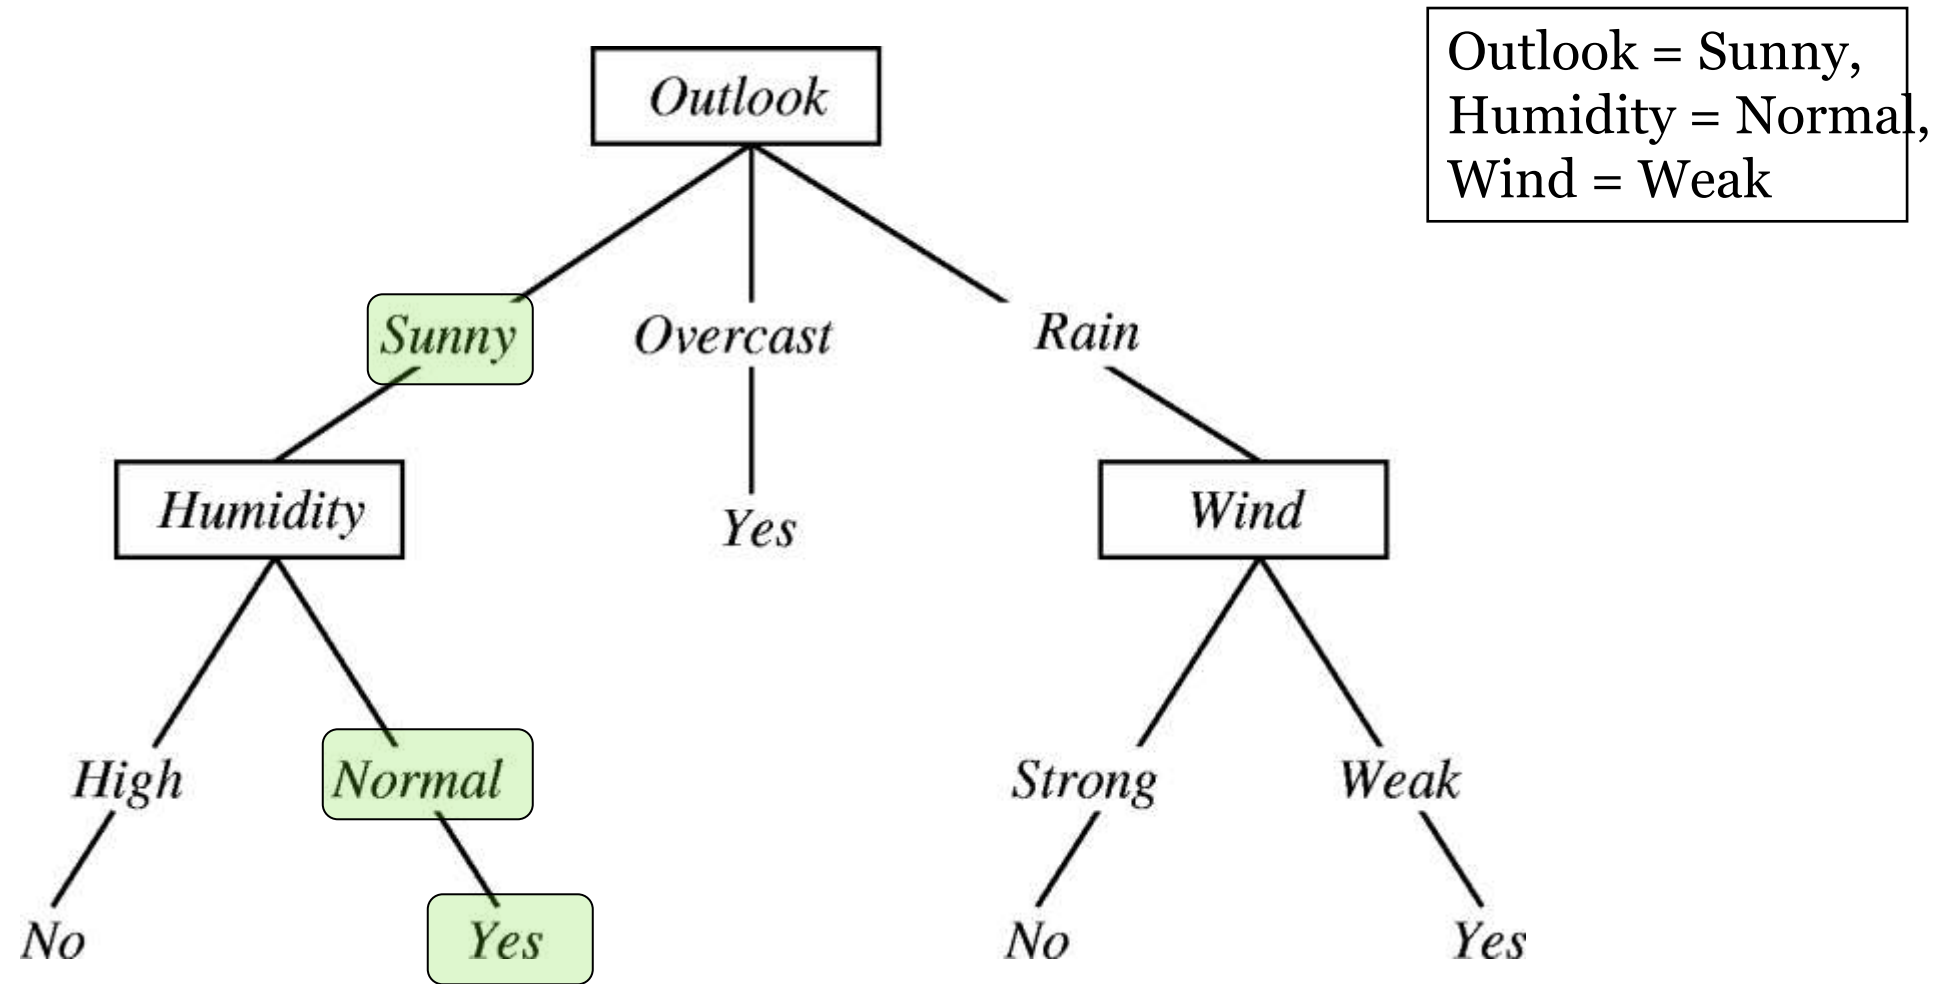 Outlook = Sunny,
Humidity = Normal,
Wind = Weak
Outlook
Sunny Overcast Rain
Humidity Yes Wind
High Normal Strong Weak
No Yes No Yes